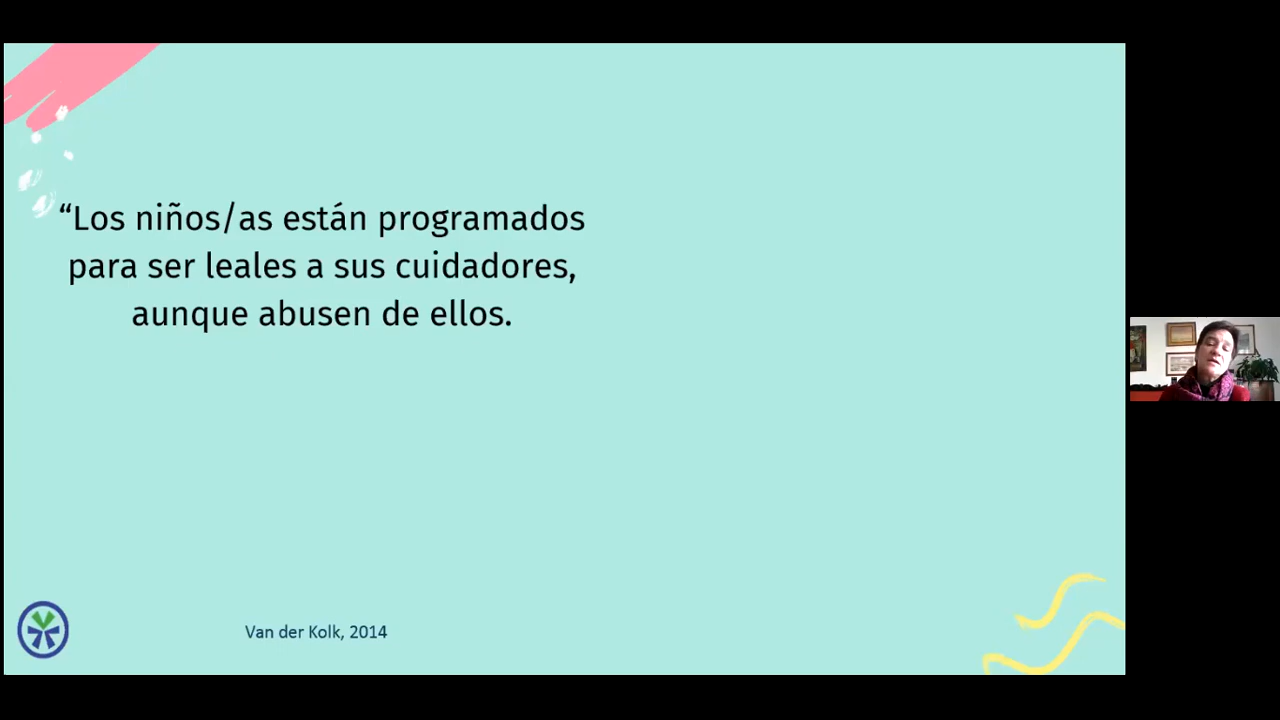 “Los niños/as están programados
para ser leales a sus cuidadores,
aunque abusen de ellos.
Van der Kolk, 2014